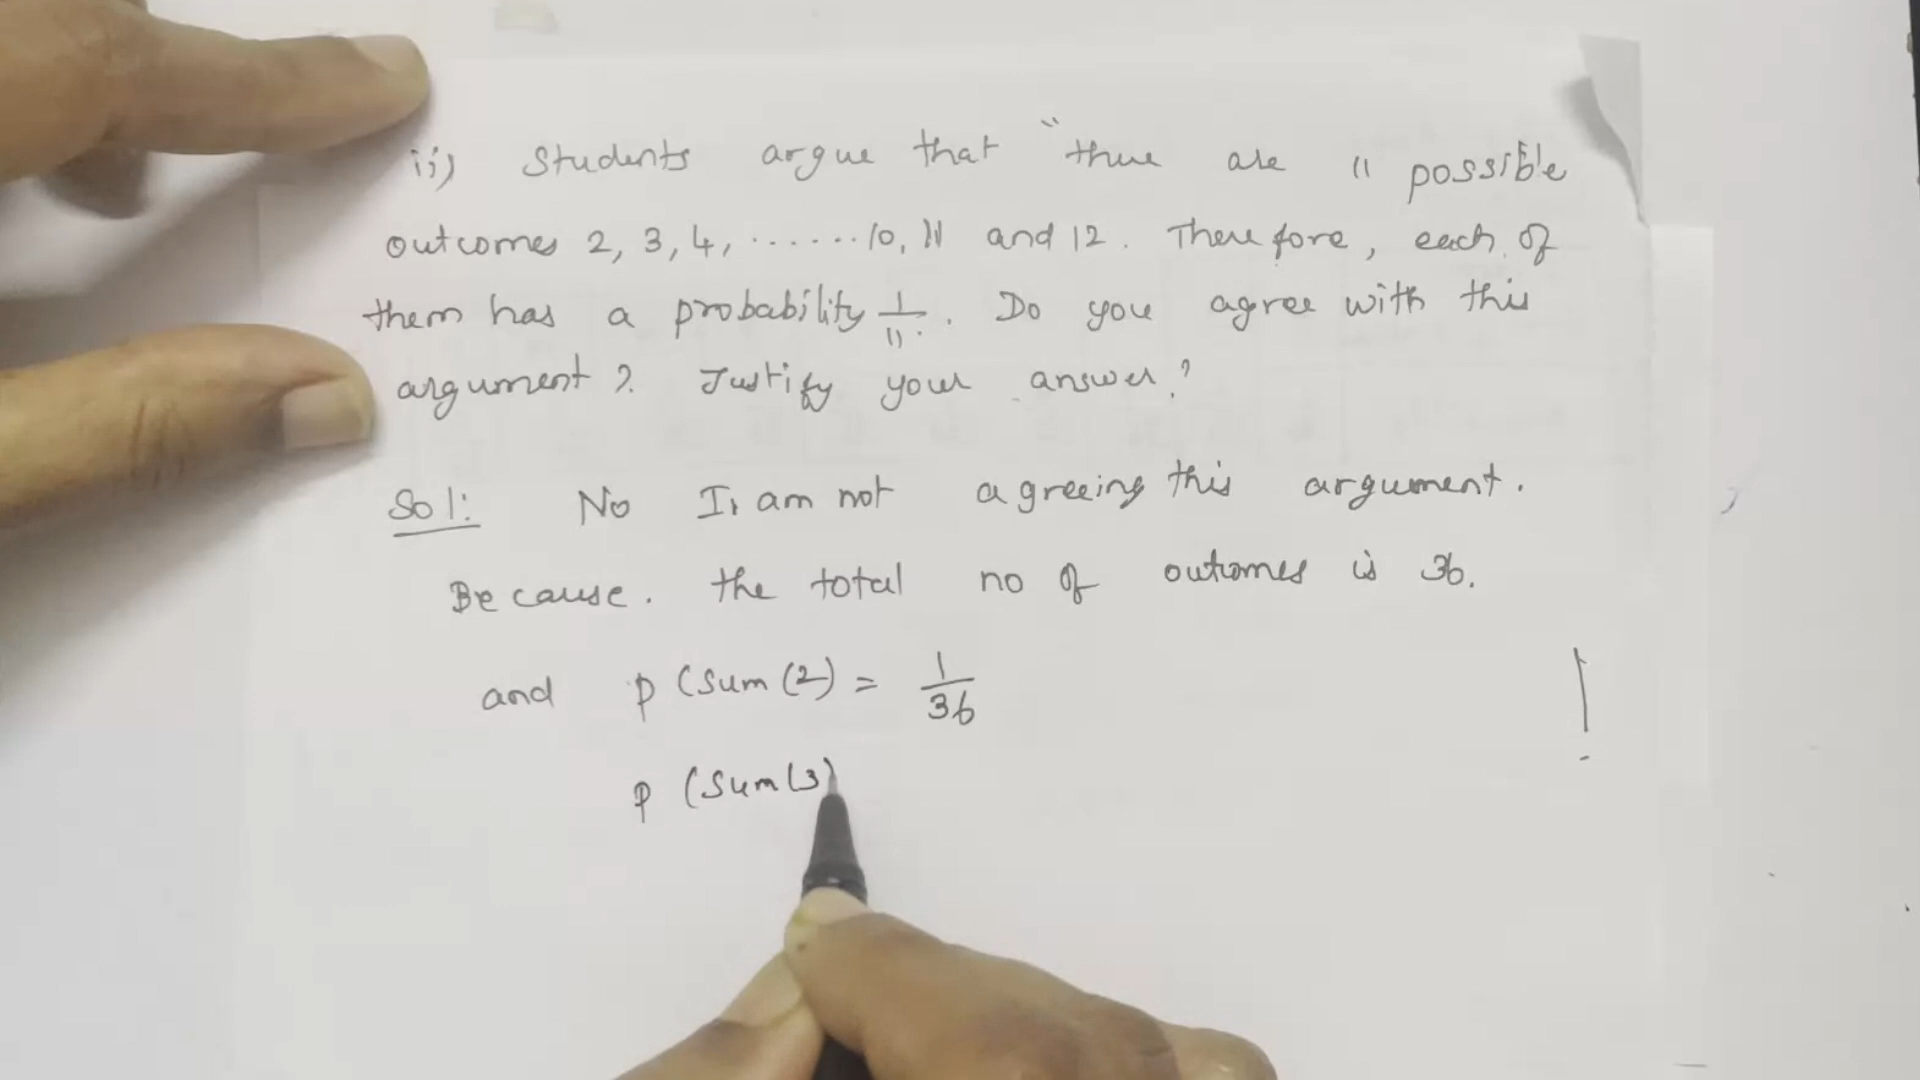 ii) Students argue that "there are 11 possible
outcomes 2, 3, 4, ...... 10, 11 and 12. Therefore, each of
them has a probability 1/11. Do you agree with this
argument? Justify your answer?
Sol: No I, am not agreeing this argument.
Because. the total no of outcomes is 36.
and P (Sum (2) = 1/36
P (Sum (3)